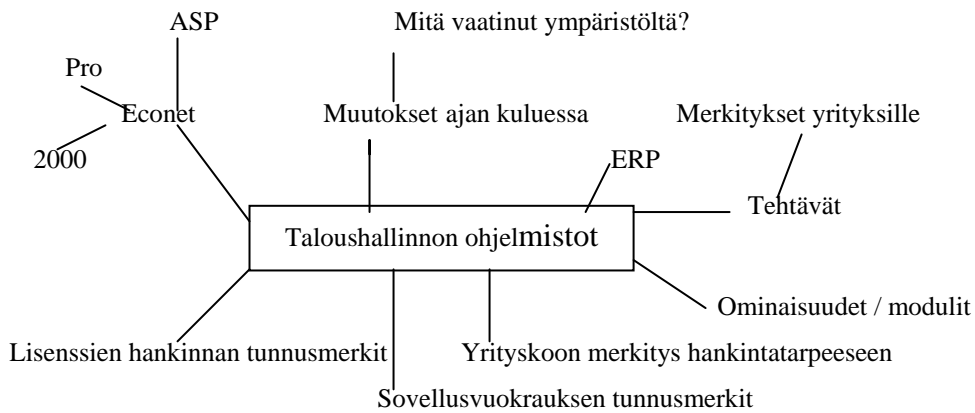 ASP
Mitä vaatinut ympäristöltä?
Pro
Econet
Muutokset ajan kuluessa
Merkitykset yrityksille
2000
ERP
Tehtävät
Taloushallinnon ohjelmistot
Ominaisuudet / modulit
Lisenssien hankinnan tunnusmerkit
Yrityskoon merkitys hankintatarpeeseen
Sovellusvuokrauksen tunnusmerkit